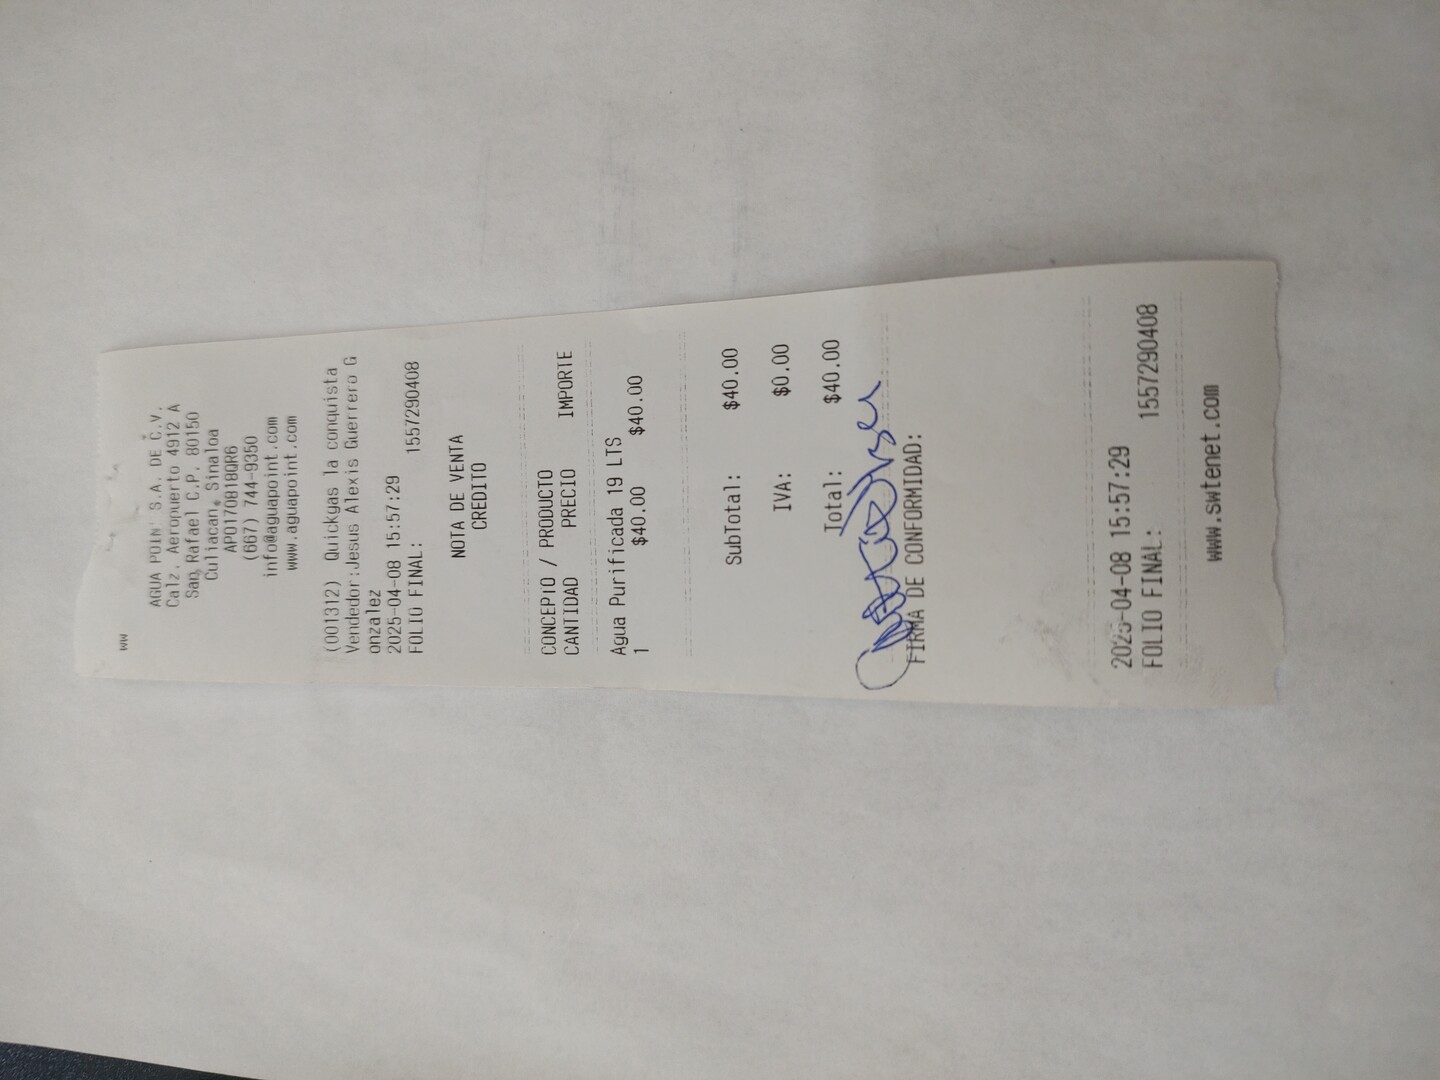 WW
AGUA POIN' S.A. DE C.V.
Calz. Aeropuerto 4912 A
San Rafael C.P. 80150
Culiacan, Sinaloa
APO170818QR6
(667) 744-9350
info@aguapoint.com
www.aguapoint.com
(001312) Quickgas la conquista
Vendedor:Jesus Alexis Guerrero G
onzalez
2025-04-08 15:57:29
FOLIO FINAL: 1557290408
NOTA DE VENTA
CREDITO
CONCEPTO / PRODUCTO
CANTIDAD PRECIO IMPORTE
Agua Purificada 19 LTS
1 $40.00 $40.00
SubTotal: $40.00
IVA: $0.00
Total: $40.00
FIRMA DE CONFORMIDAD:
2025-04-08 15:57:29
FOLIO FINAL: 1557290408
www.swtenet.com